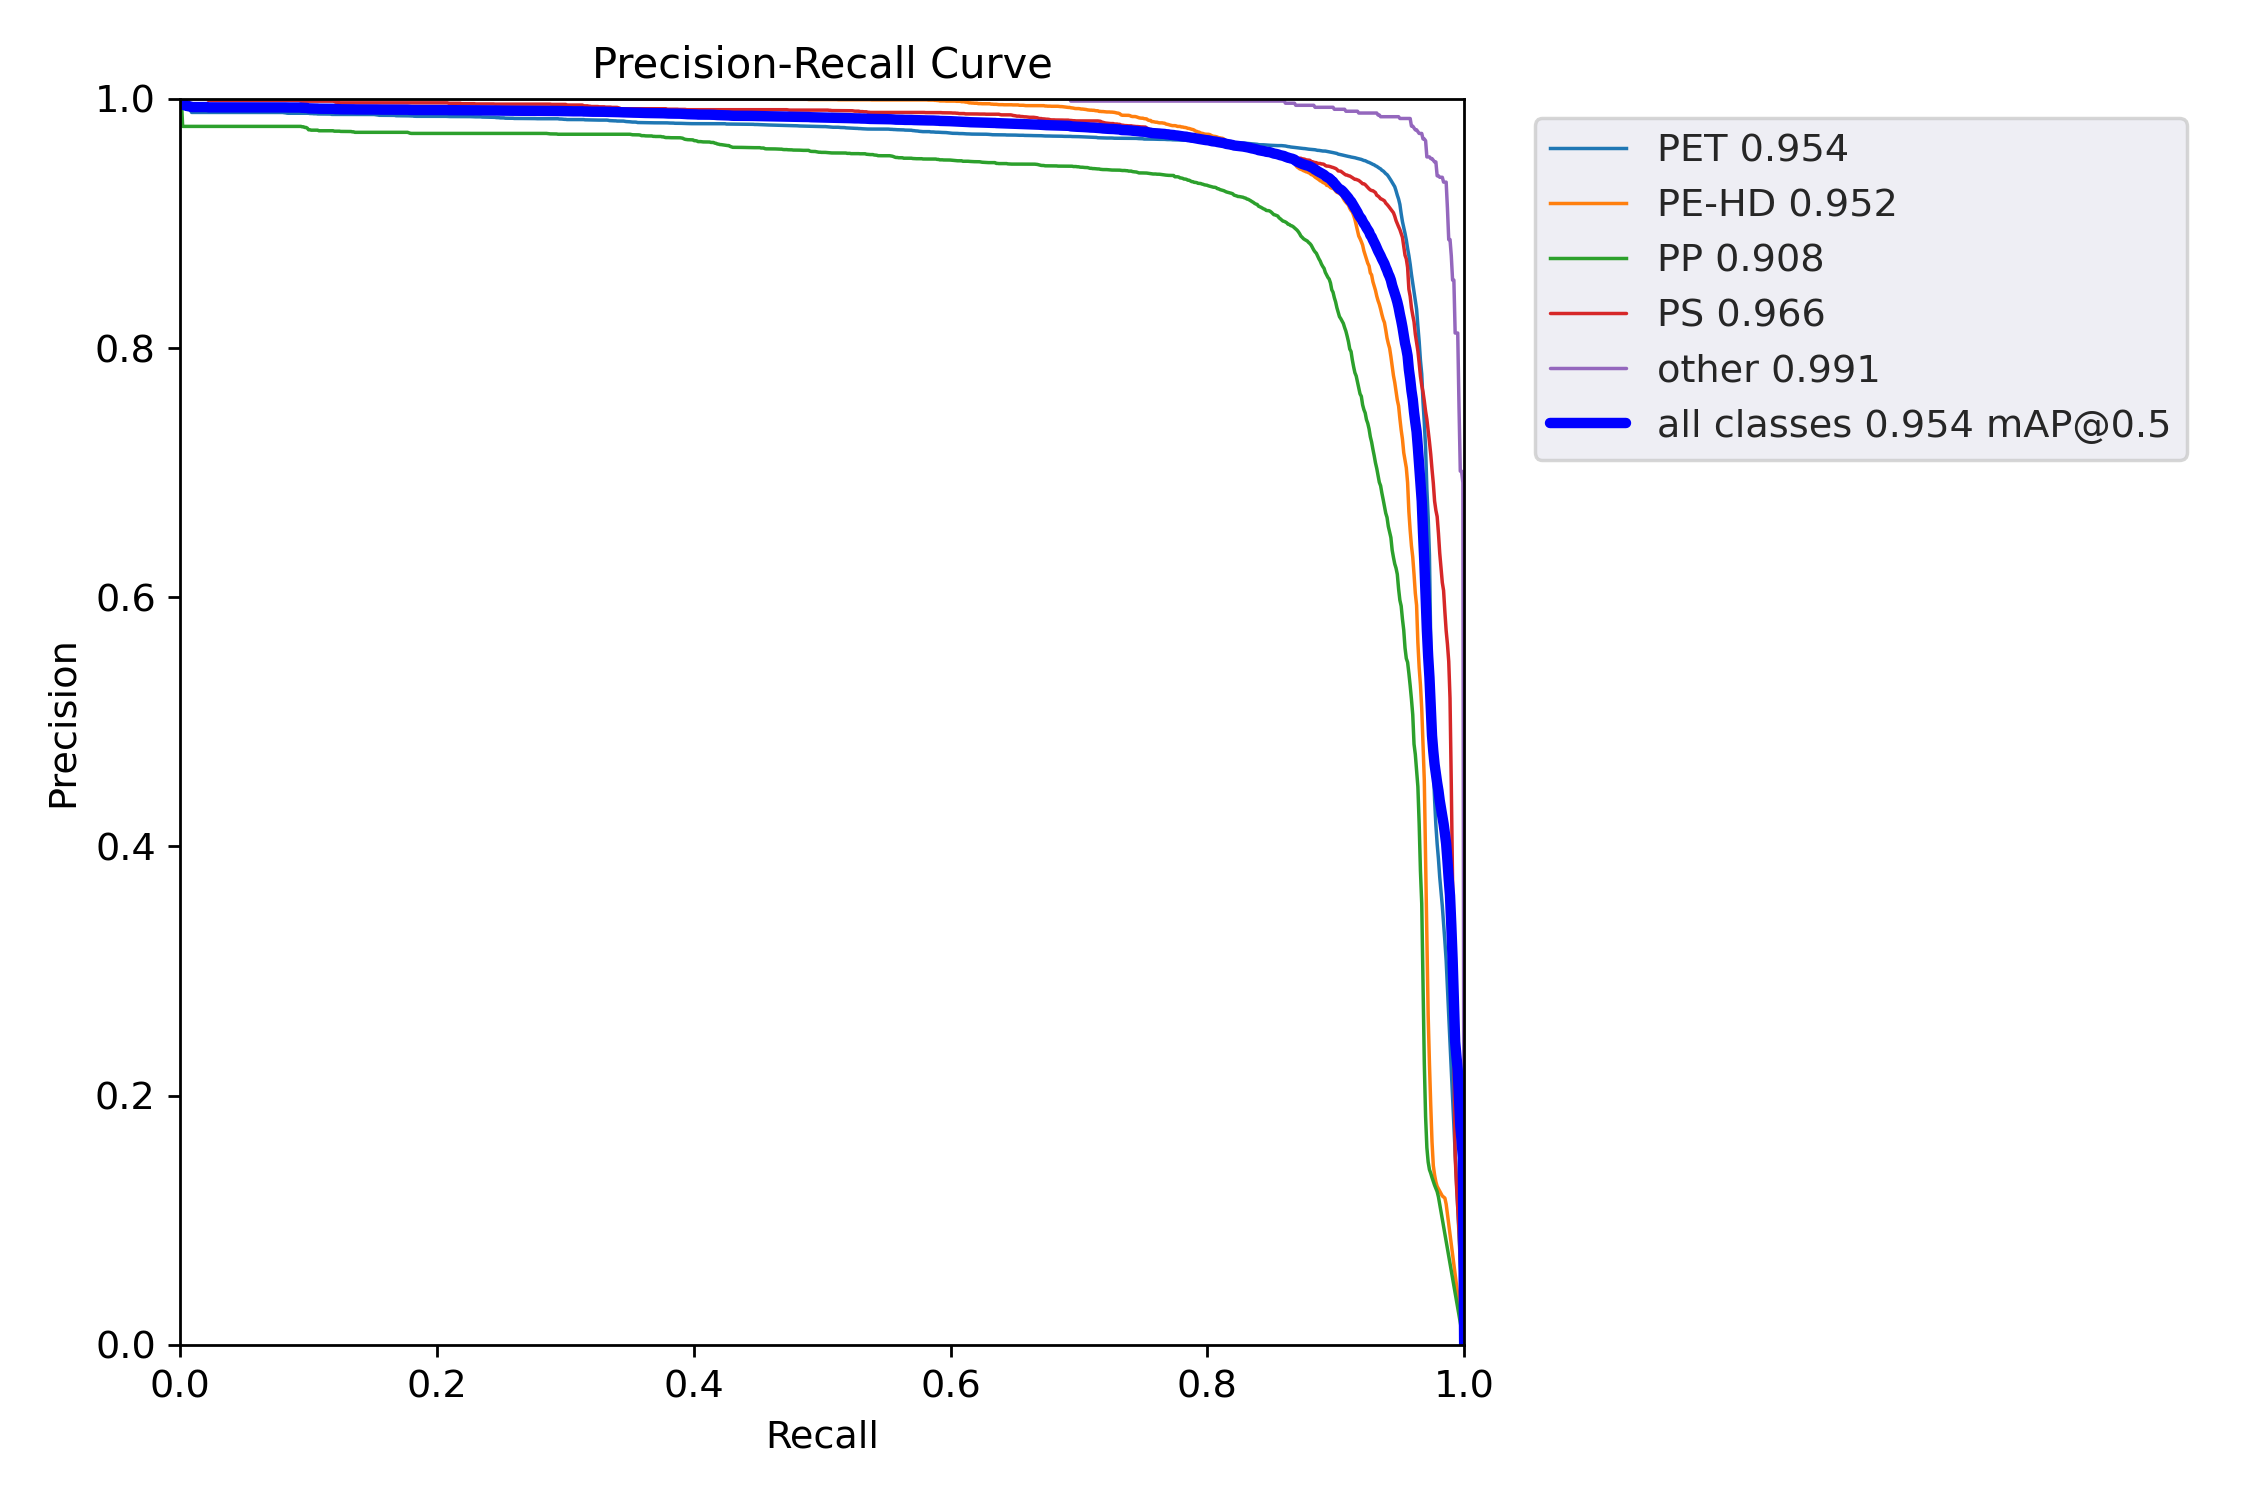 Precision-Recall Curve
1.0
0.8
0.6
0.4
0.2
0.0
Precision
0.0 0.2 0.4 0.6 0.8 1.0
Recall
PET 0.954
PE-HD 0.952
PP 0.908
PS 0.966
other 0.991
all classes 0.954 mAP@0.5